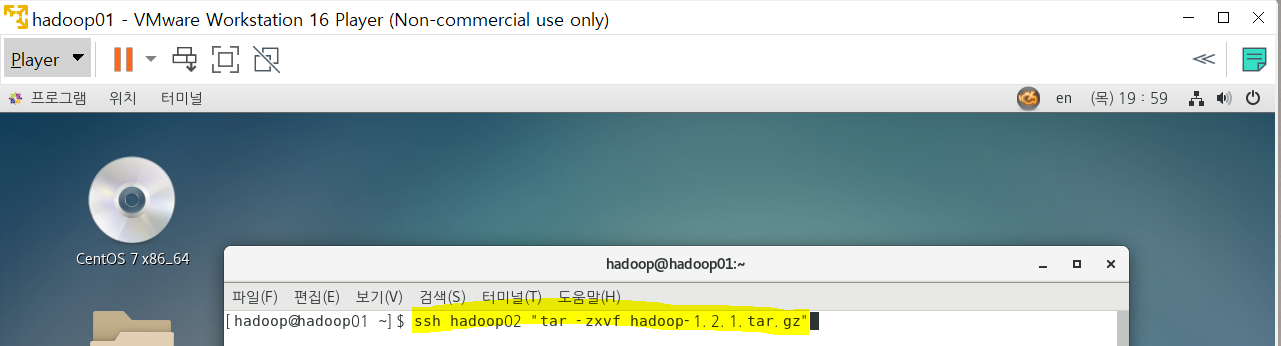 hadoop01 - VMware Workstation 16 Player (Non-commercial use only)
Player
프로그램 위치 터미널 en (목) 19 : 59
CentOS 7 x86_64
hadoop@hadoop01:~
파일(F) 편집(E) 보기(V) 검색(S) 터미널(T) 도움말(H)
[hadoop@hadoop01 ~]$ ssh hadoop02 "tar -zxvf hadoop-1.2.1.tar.gz"